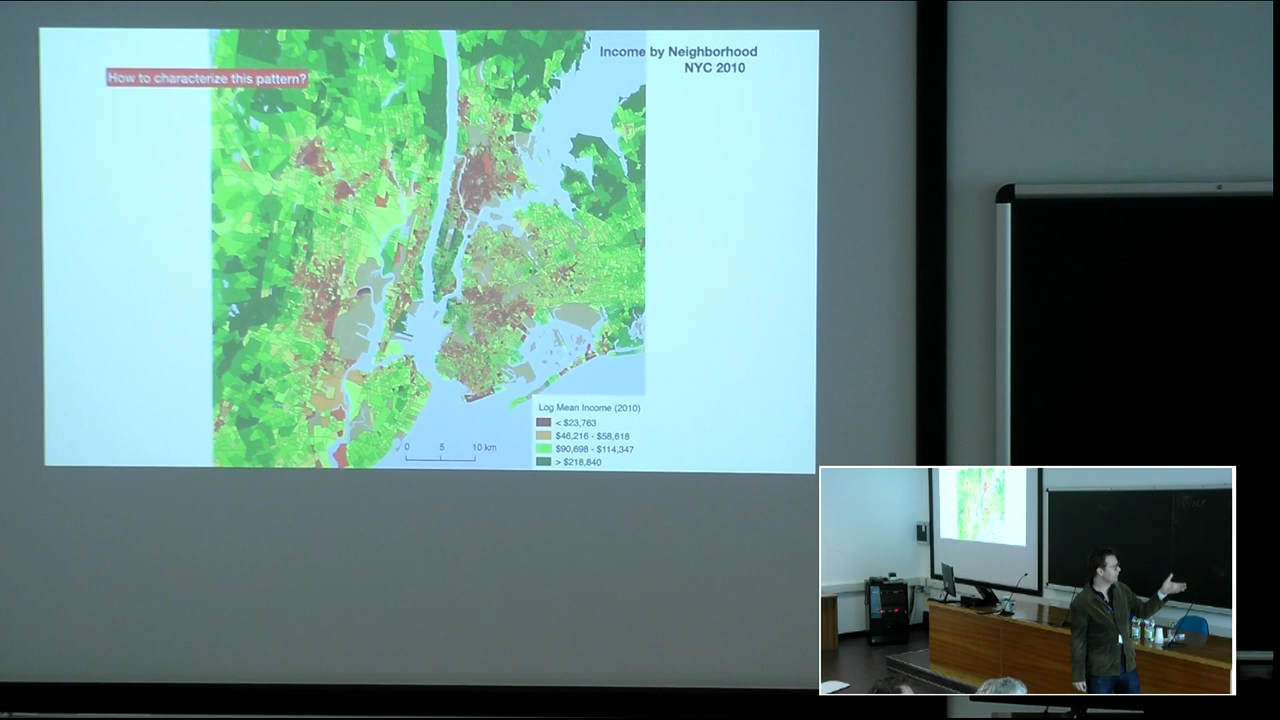 Income by Neighborhood
NYC 2010
How to characterize this pattern?
Log Mean Income (2010)
< $23,763
$46,216 - $58,618
$90,698 - $114,347
> $218,840
0 5 10 km